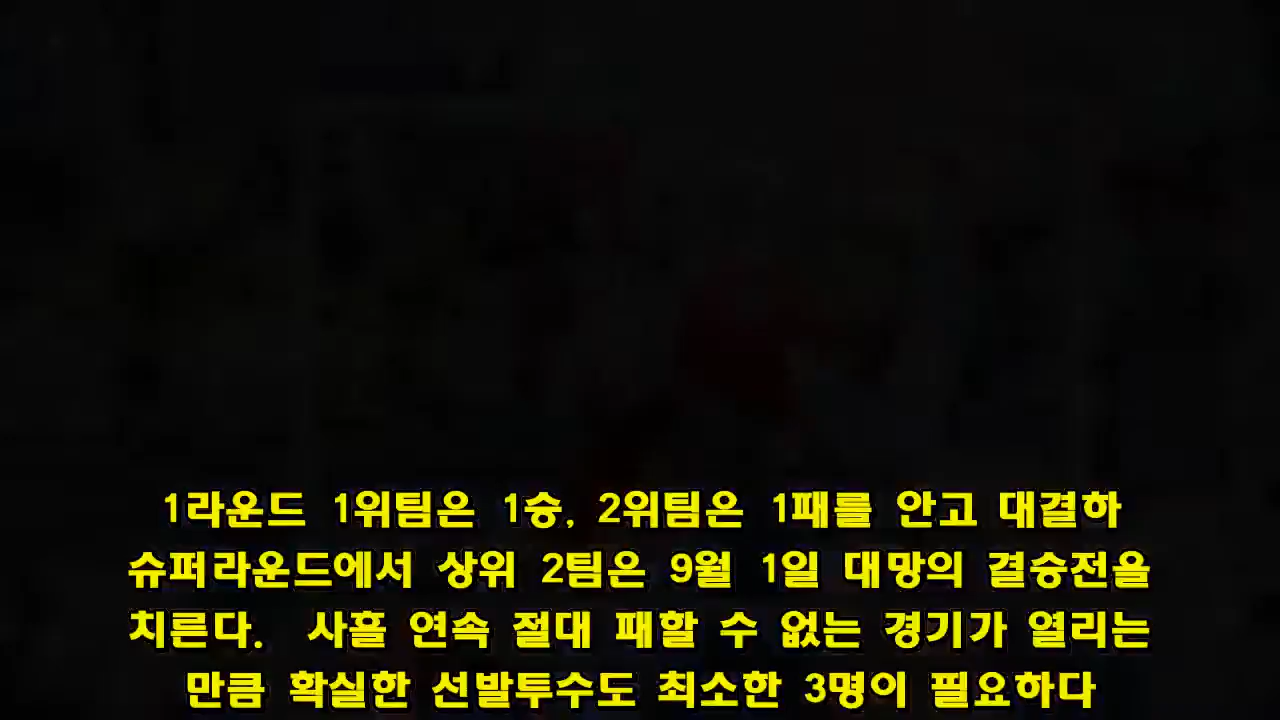 1라운드 1위팀은 1승, 2위팀은 1패를 안고 대결하
슈퍼라운드에서 상위 2팀은 9월 1일 대망의 결승전을
치른다. 사흘 연속 절대 패할 수 없는 경기가 열리는
만큼 확실한 선발투수도 최소한 3명이 필요하다